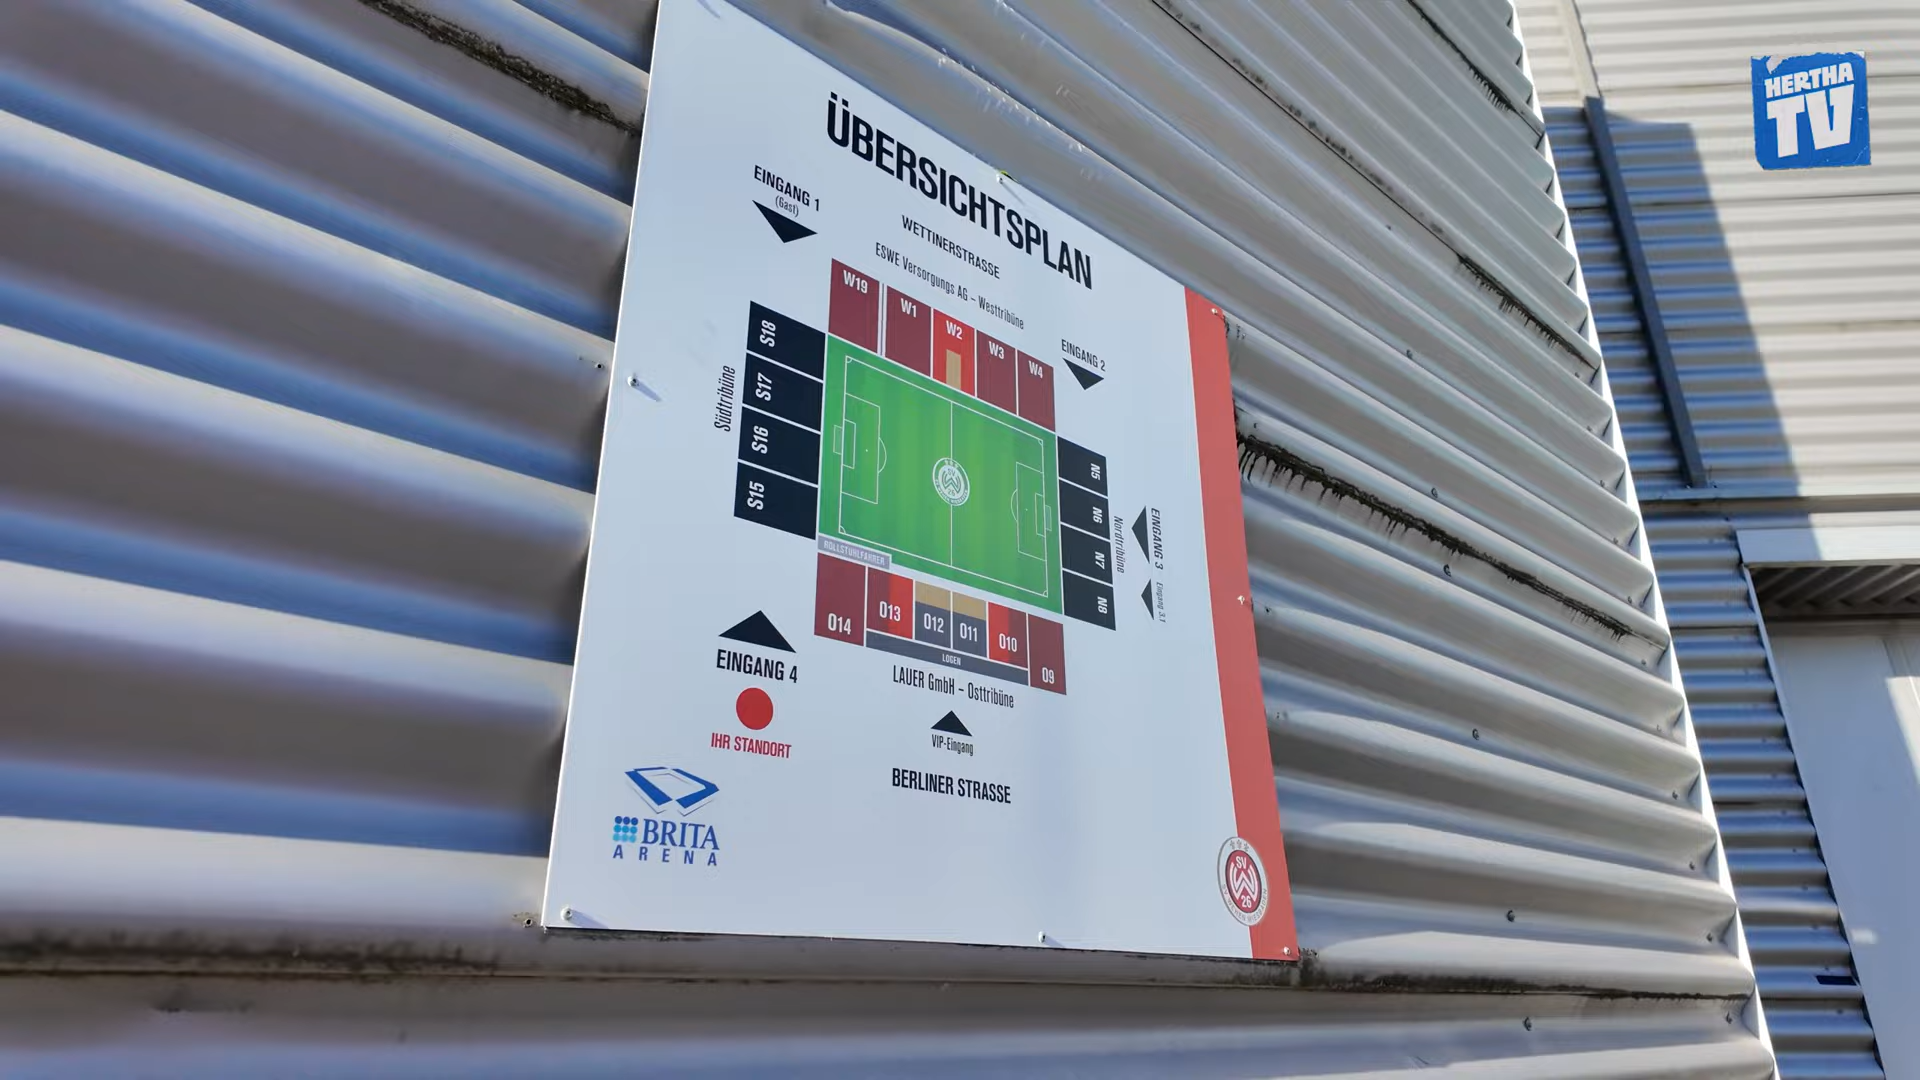 HERTHA
TV
ÜBERSICHTSPLAN
EINGANG 1
(Gast)
WETTINERSTRASSE
ESWE Versorgungs AG – Westtribüne
EINGANG 2
W19
W1
W2
W3
W4
Südtribüne
S18
S17
S16
S15
N5
N6
N7
N8
Nordtribüne
EINGANG 3
Eingang 3.1
ROLLSTUHLFAHRER
O14
O13
O12
O11
O10
O9
LOGEN
EINGANG 4
LAUER GmbH – Osttribüne
IHR STANDORT
VIP-Eingang
BERLINER STRASSE
BRITA
ARENA
SV
26